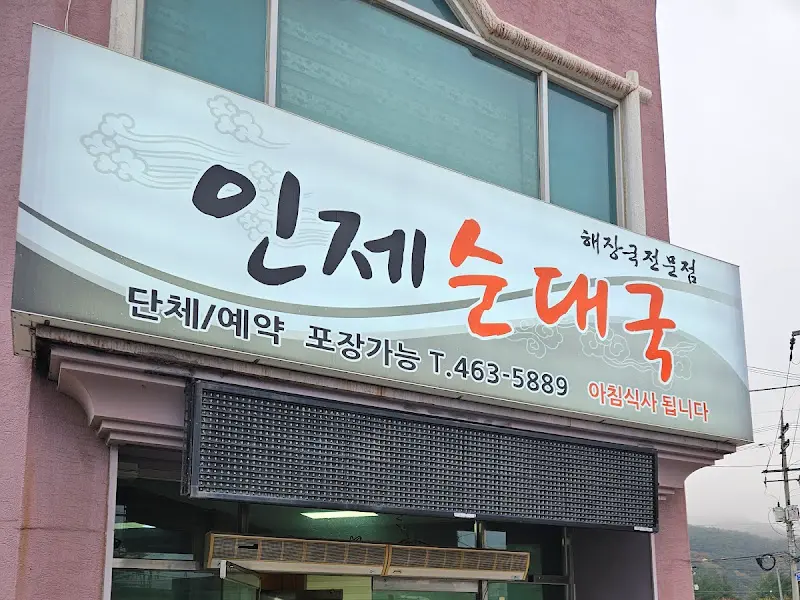 해장국전문점
인제순대국
단체/예약 포장가능 T.463-5889
아침식사 됩니다